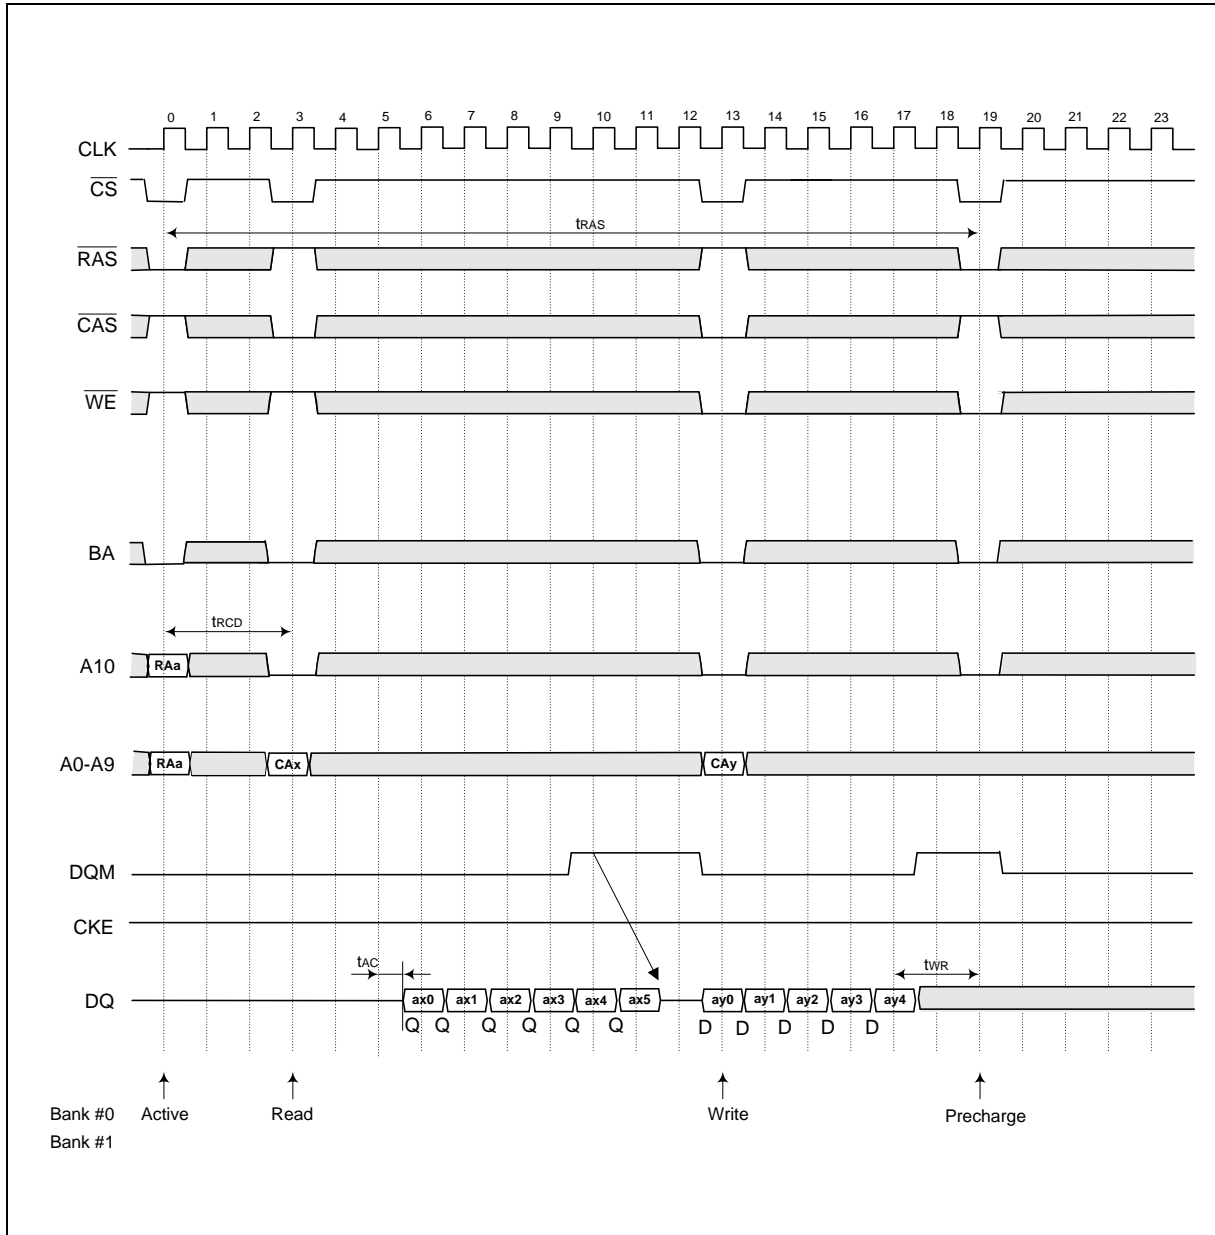 0 1 2 3 4 5 6 7 8 9 10 11 12 13 14 15 16 17 18 19 20 21 22 23
CLK
CS
tRAS
RAS
CAS
WE
BA
tRCD
A10 RAa
A0-A9 RAa CAx CAy
DQM
CKE
tAC tWR
DQ ax0 ax1 ax2 ax3 ax4 ax5 ay0 ay1 ay2 ay3 ay4
Q Q Q Q Q Q D D D D D
Bank #0 Active Read Write Precharge
Bank #1